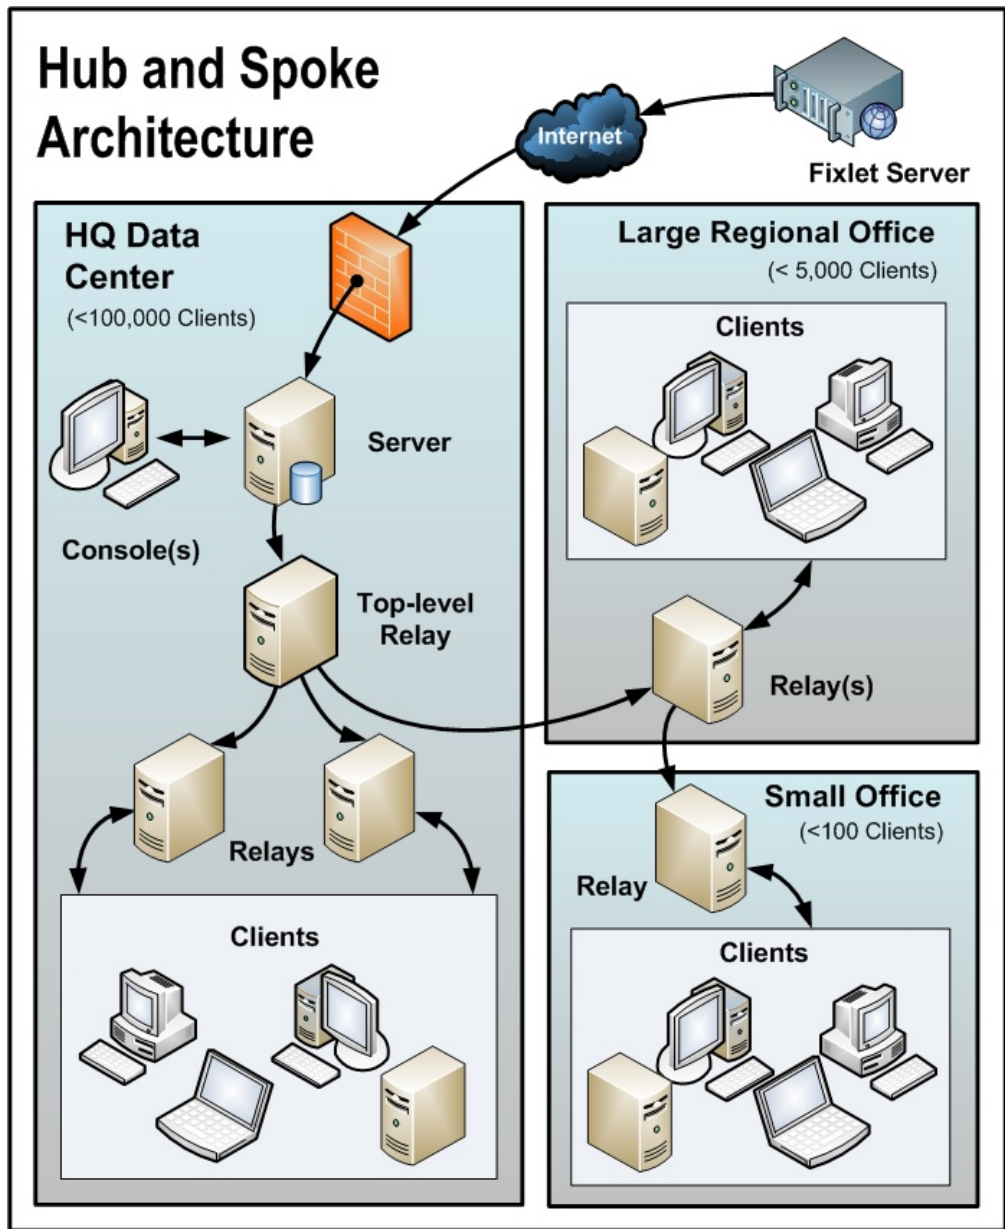 Hub and Spoke
Architecture
Internet
Fixlet Server
HQ Data
Center
(<100,000 Clients)
Server
Console(s)
Top-level
Relay
Relays
Clients
Large Regional Office
(< 5,000 Clients)
Clients
Relay(s)
Small Office
(<100 Clients)
Relay
Clients